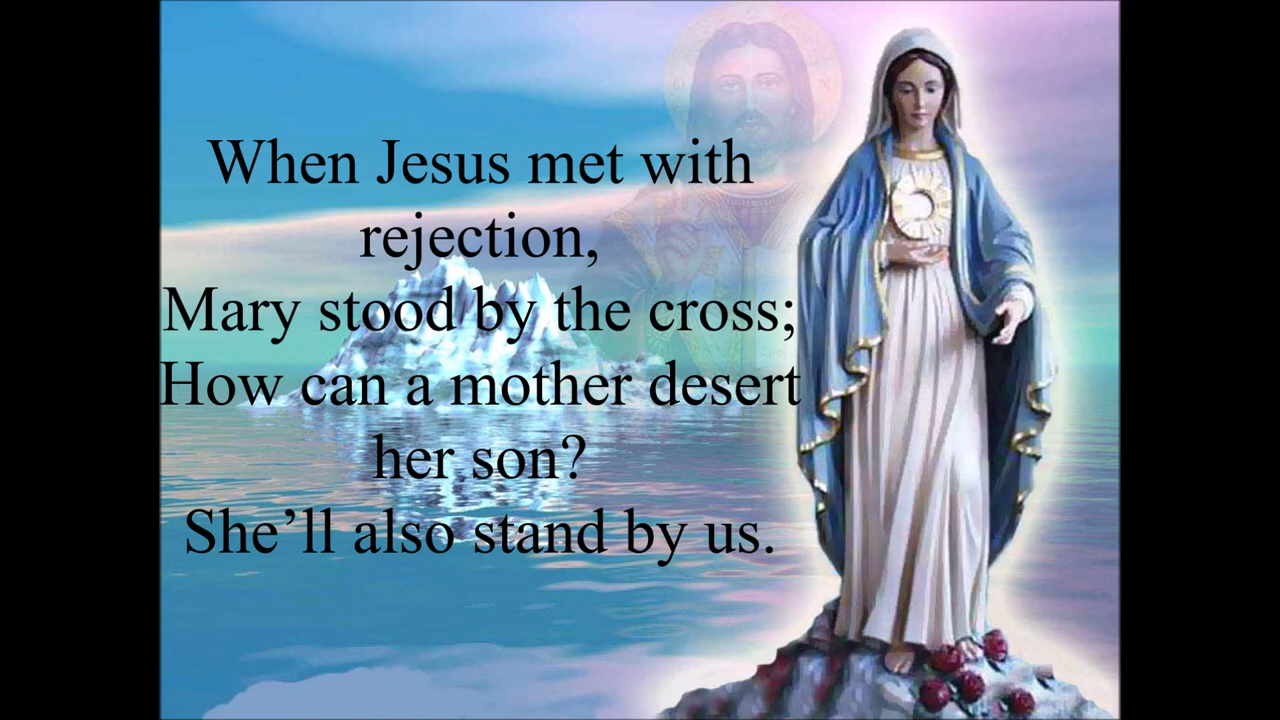 When Jesus met with
rejection,
Mary stood by the cross;
How can a mother desert
her son?
She’ll also stand by us.